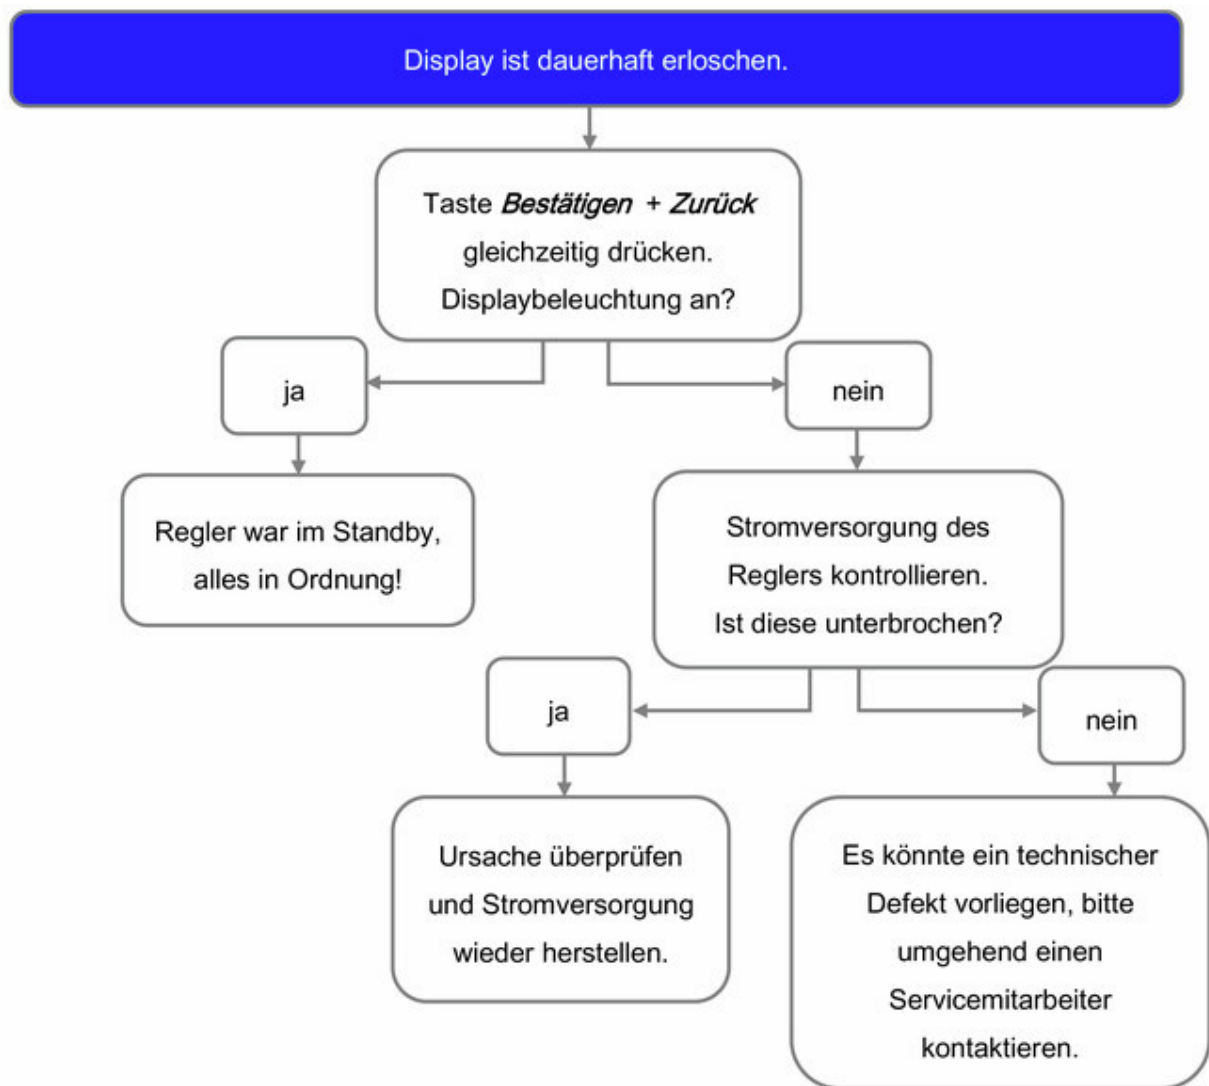 Display ist dauerhaft erloschen.
Taste Bestätigen + Zurück
gleichzeitig drücken.
Displaybeleuchtung an?
ja
nein
Regler war im Standby,
alles in Ordnung!
Stromversorgung des
Reglers kontrollieren.
Ist diese unterbrochen?
ja
nein
Ursache überprüfen
und Stromversorgung
wieder herstellen.
Es könnte ein technischer
Defekt vorliegen, bitte
umgehend einen
Servicemitarbeiter
kontaktieren.